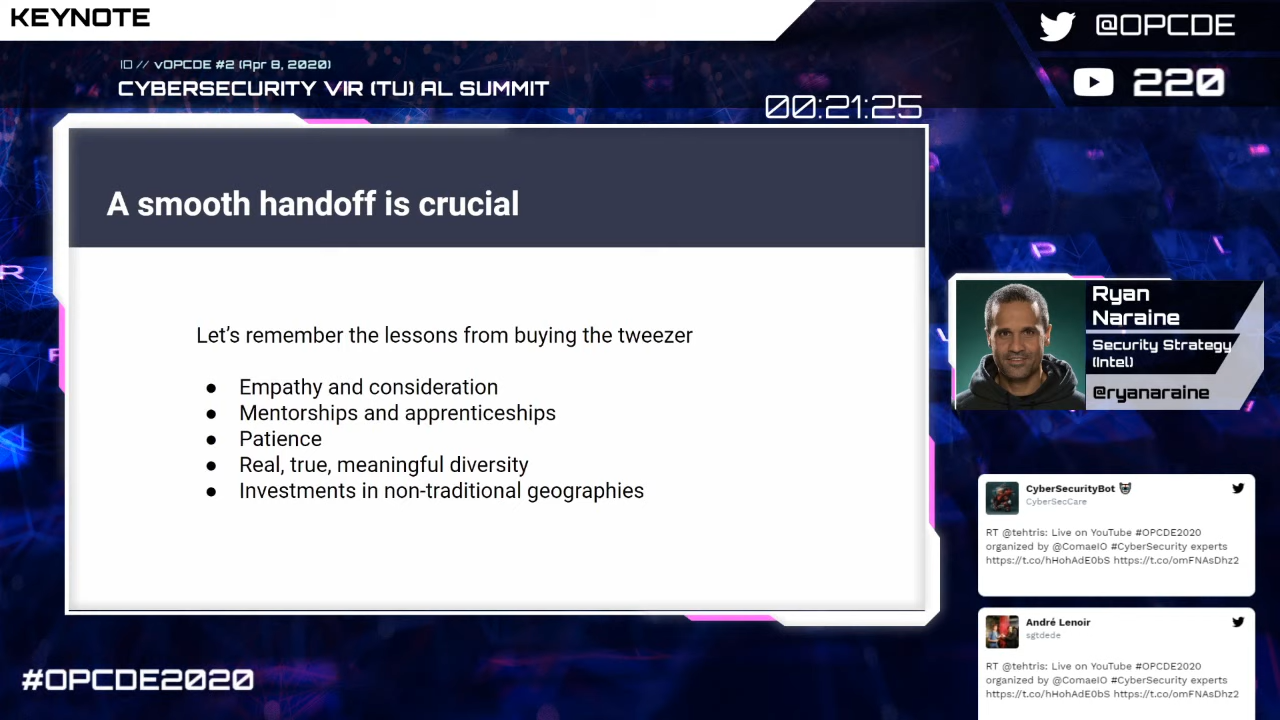 KEYNOTE
@OPCDE
ID // vOPCDE #2 (Apr 8, 2020)
CYBERSECURITY VIR (TU) AL SUMMIT
220
00:21:25
A smooth handoff is crucial
Let’s remember the lessons from buying the tweezer
● Empathy and consideration
● Mentorships and apprenticeships
● Patience
● Real, true, meaningful diversity
● Investments in non-traditional geographies
Ryan
Naraine
Security Strategy
(Intel)
@ryanaraine
CyberSecurityBot
CyberSecCare
RT @tehtris: Live on YouTube #OPCDE2020
organized by @ComaeIO #CyberSecurity experts
https://t.co/hHohAdE0bS https://t.co/omFNAsDhz2
André Lenoir
sgtdede
RT @tehtris: Live on YouTube #OPCDE2020
organized by @ComaeIO #CyberSecurity experts
https://t.co/hHohAdE0bS https://t.co/omFNAsDhz2
#OPCDE2020